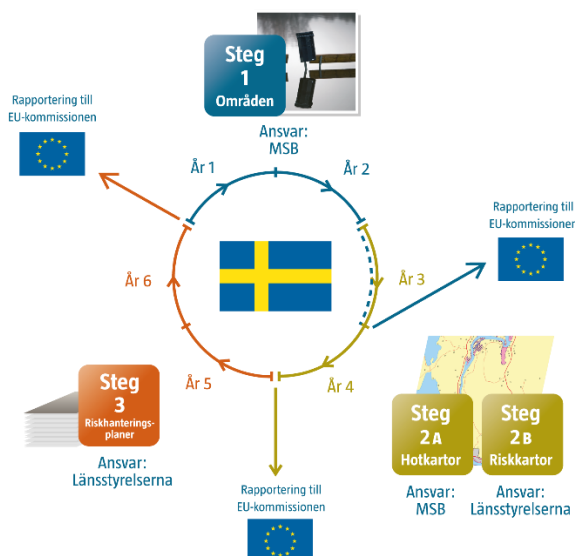 Steg
1
Områden
Ansvar:
MSB
Rapportering till
EU-kommissionen
År 1
År 2
Rapportering till
EU-kommissionen
År 3
År 4
År 5
År 6
Steg
2A
Hotkartor
Ansvar:
MSB
Steg
2B
Riskkartor
Ansvar:
Länsstyrelserna
Rapportering till
EU-kommissionen
Steg
3
Riskhanterings-
planer
Ansvar:
Länsstyrelserna